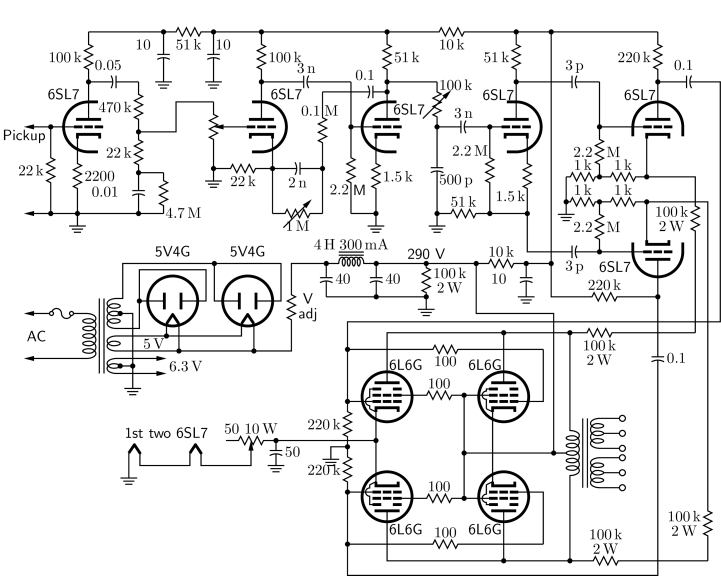 10 51 k 10 10 k
100 k 0.05 100 k 3 n 51 k 51 k 3 p 220 k 0.1
0.1 100 k
6SL7 6SL7 6SL7 6SL7 6SL7
470 k 0.1 M 3 n
Pickup
22 k 2.2 M 2.2 M
22 k 2200 22 k 2 n 2.2 M 1.5 k 500 p 1.5 k 1 k 1 k
0.01 1 k 1 k
4.7 M 1 M 51 k 100 k
2 W
2.2 M
5V4G 5V4G 4 H 300 mA 290 V 10 k 3 p 6SL7
40 40 100 k 10
2 W
220 k
V
adj
AC
5 V
6.3 V
100 k
2 W
100 0.1
6L6G 6L6G
100
220 k
1st two 6SL7 50 10 W
50
220 k
100
6L6G 6L6G
100
100 k
2 W
100 k
2 W